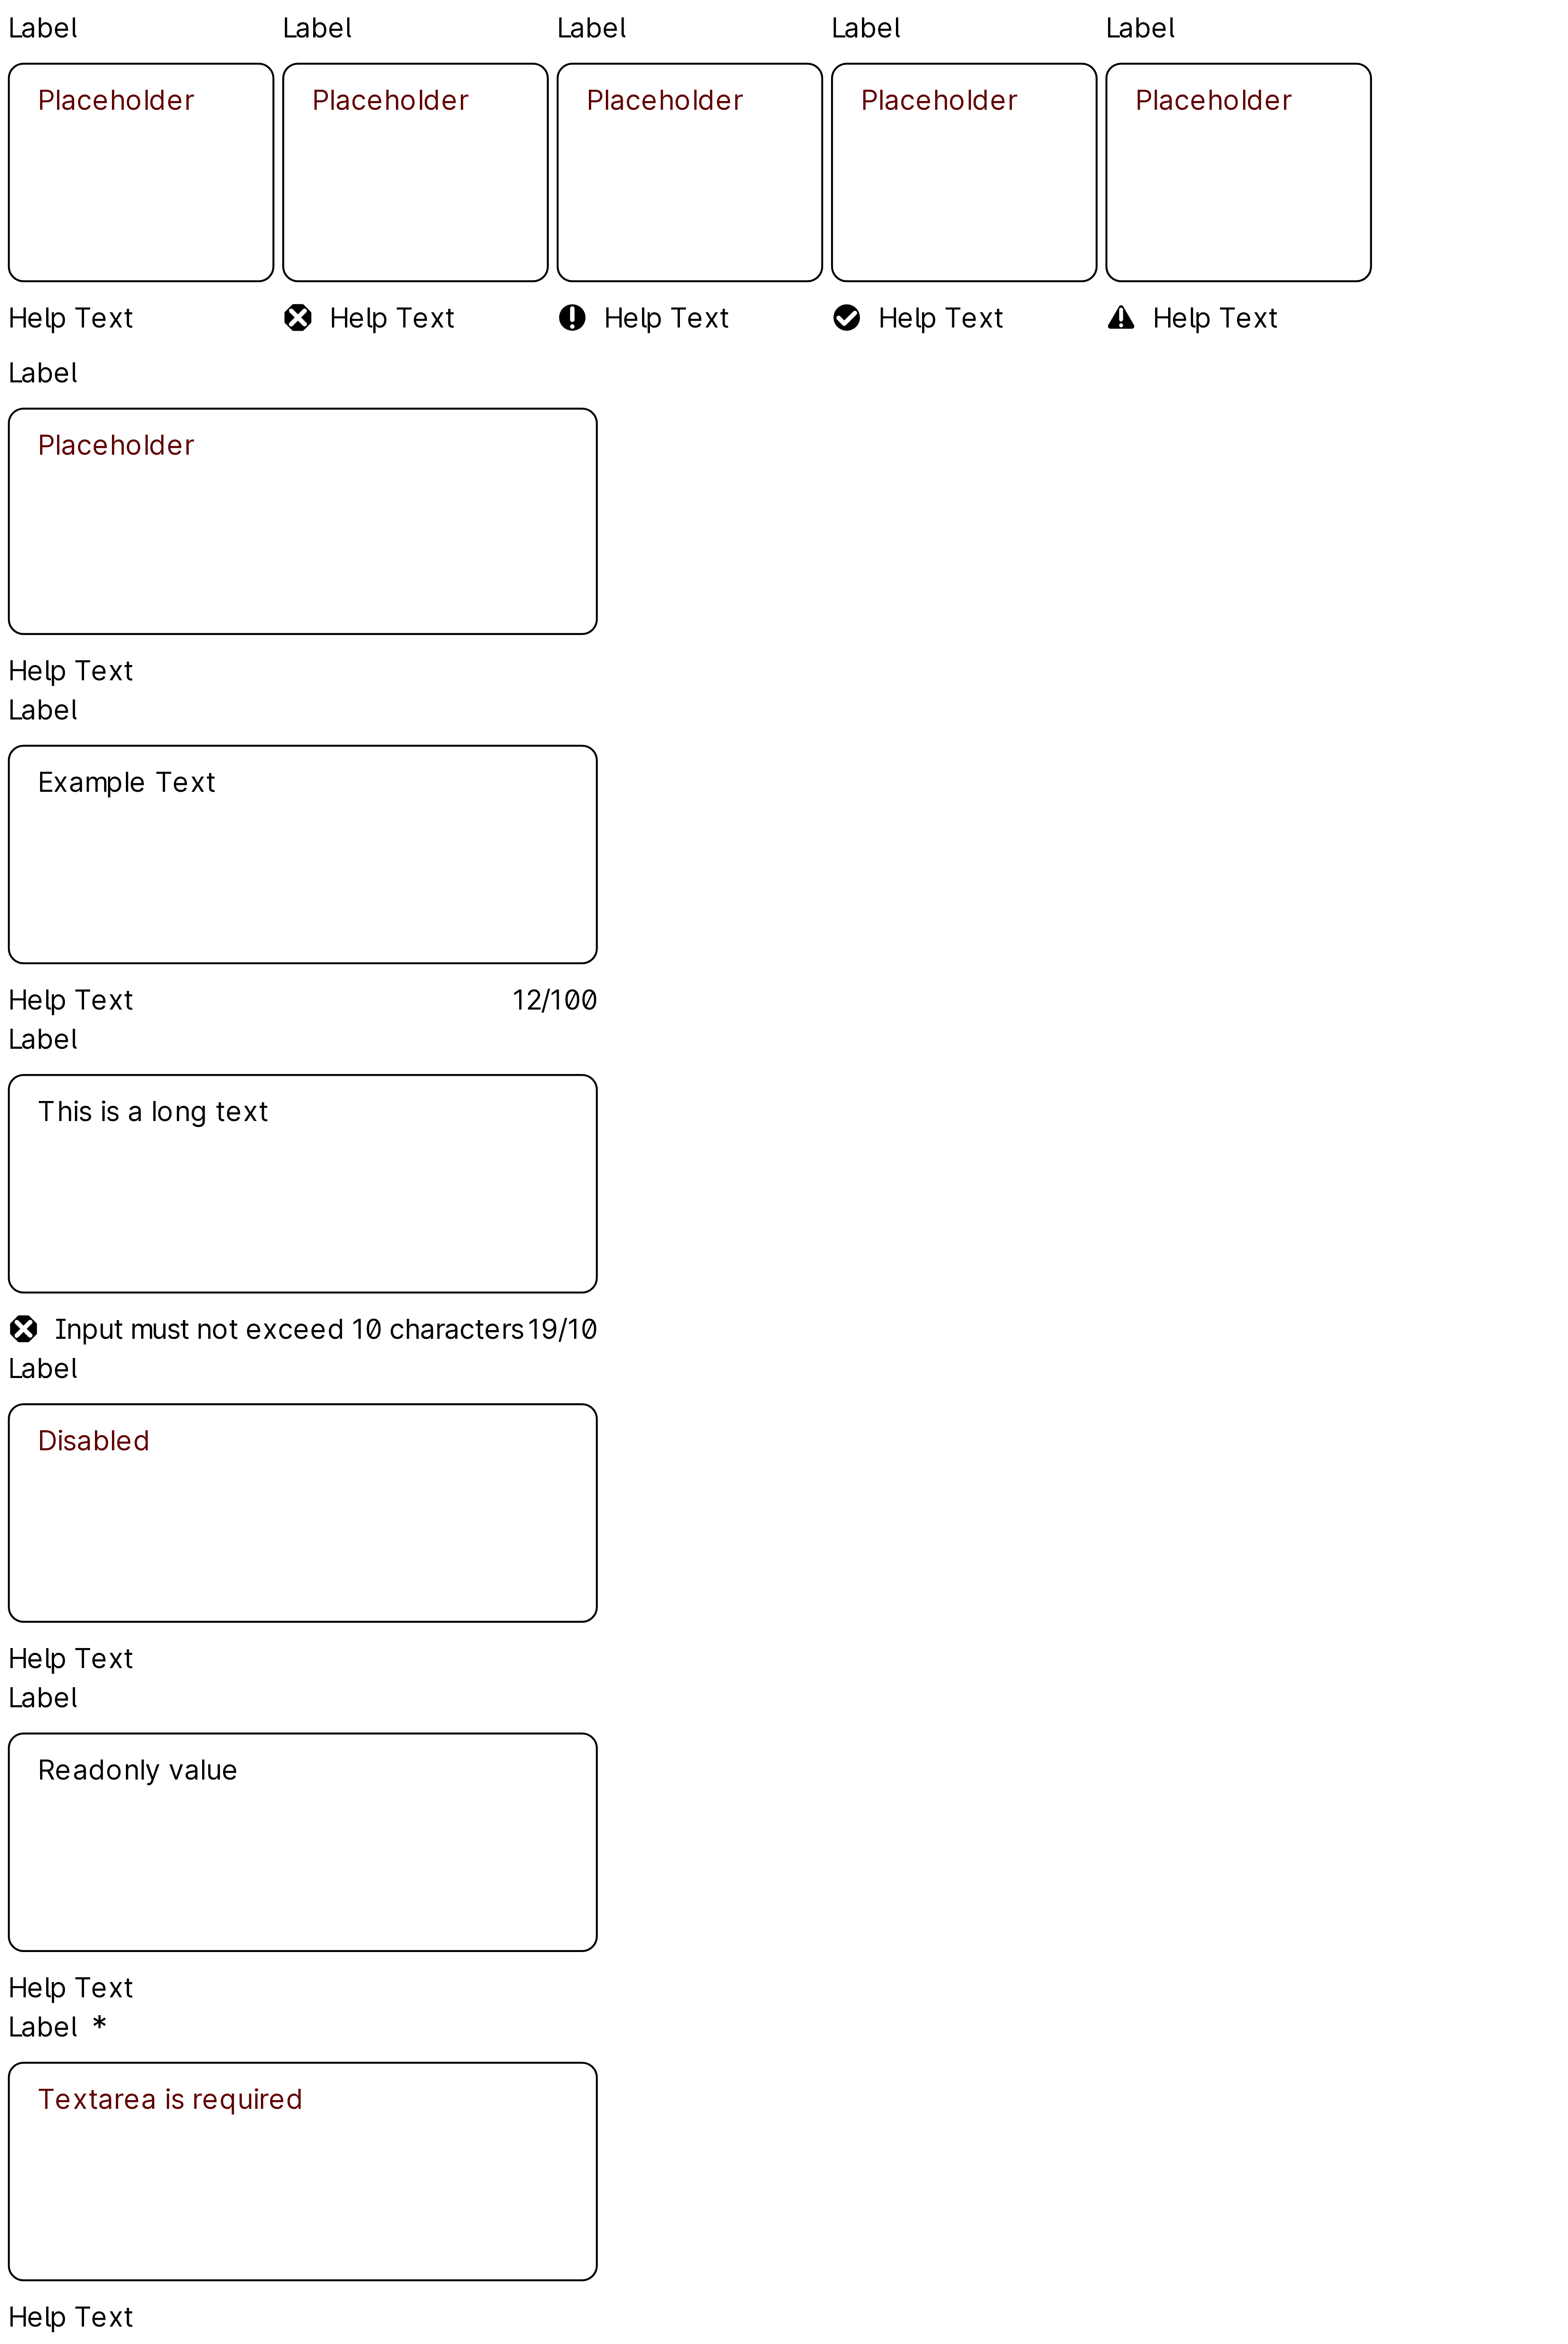 Label Label Label Label Label
Placeholder Placeholder Placeholder Placeholder Placeholder
Help Text Help Text Help Text Help Text Help Text
Label
Placeholder
Help Text
Label
Example Text
Help Text 12/100
Label
This is a long text
Input must not exceed 10 characters 19/10
Label
Disabled
Help Text
Label
Readonly value
Help Text
Label *
Textarea is required
Help Text